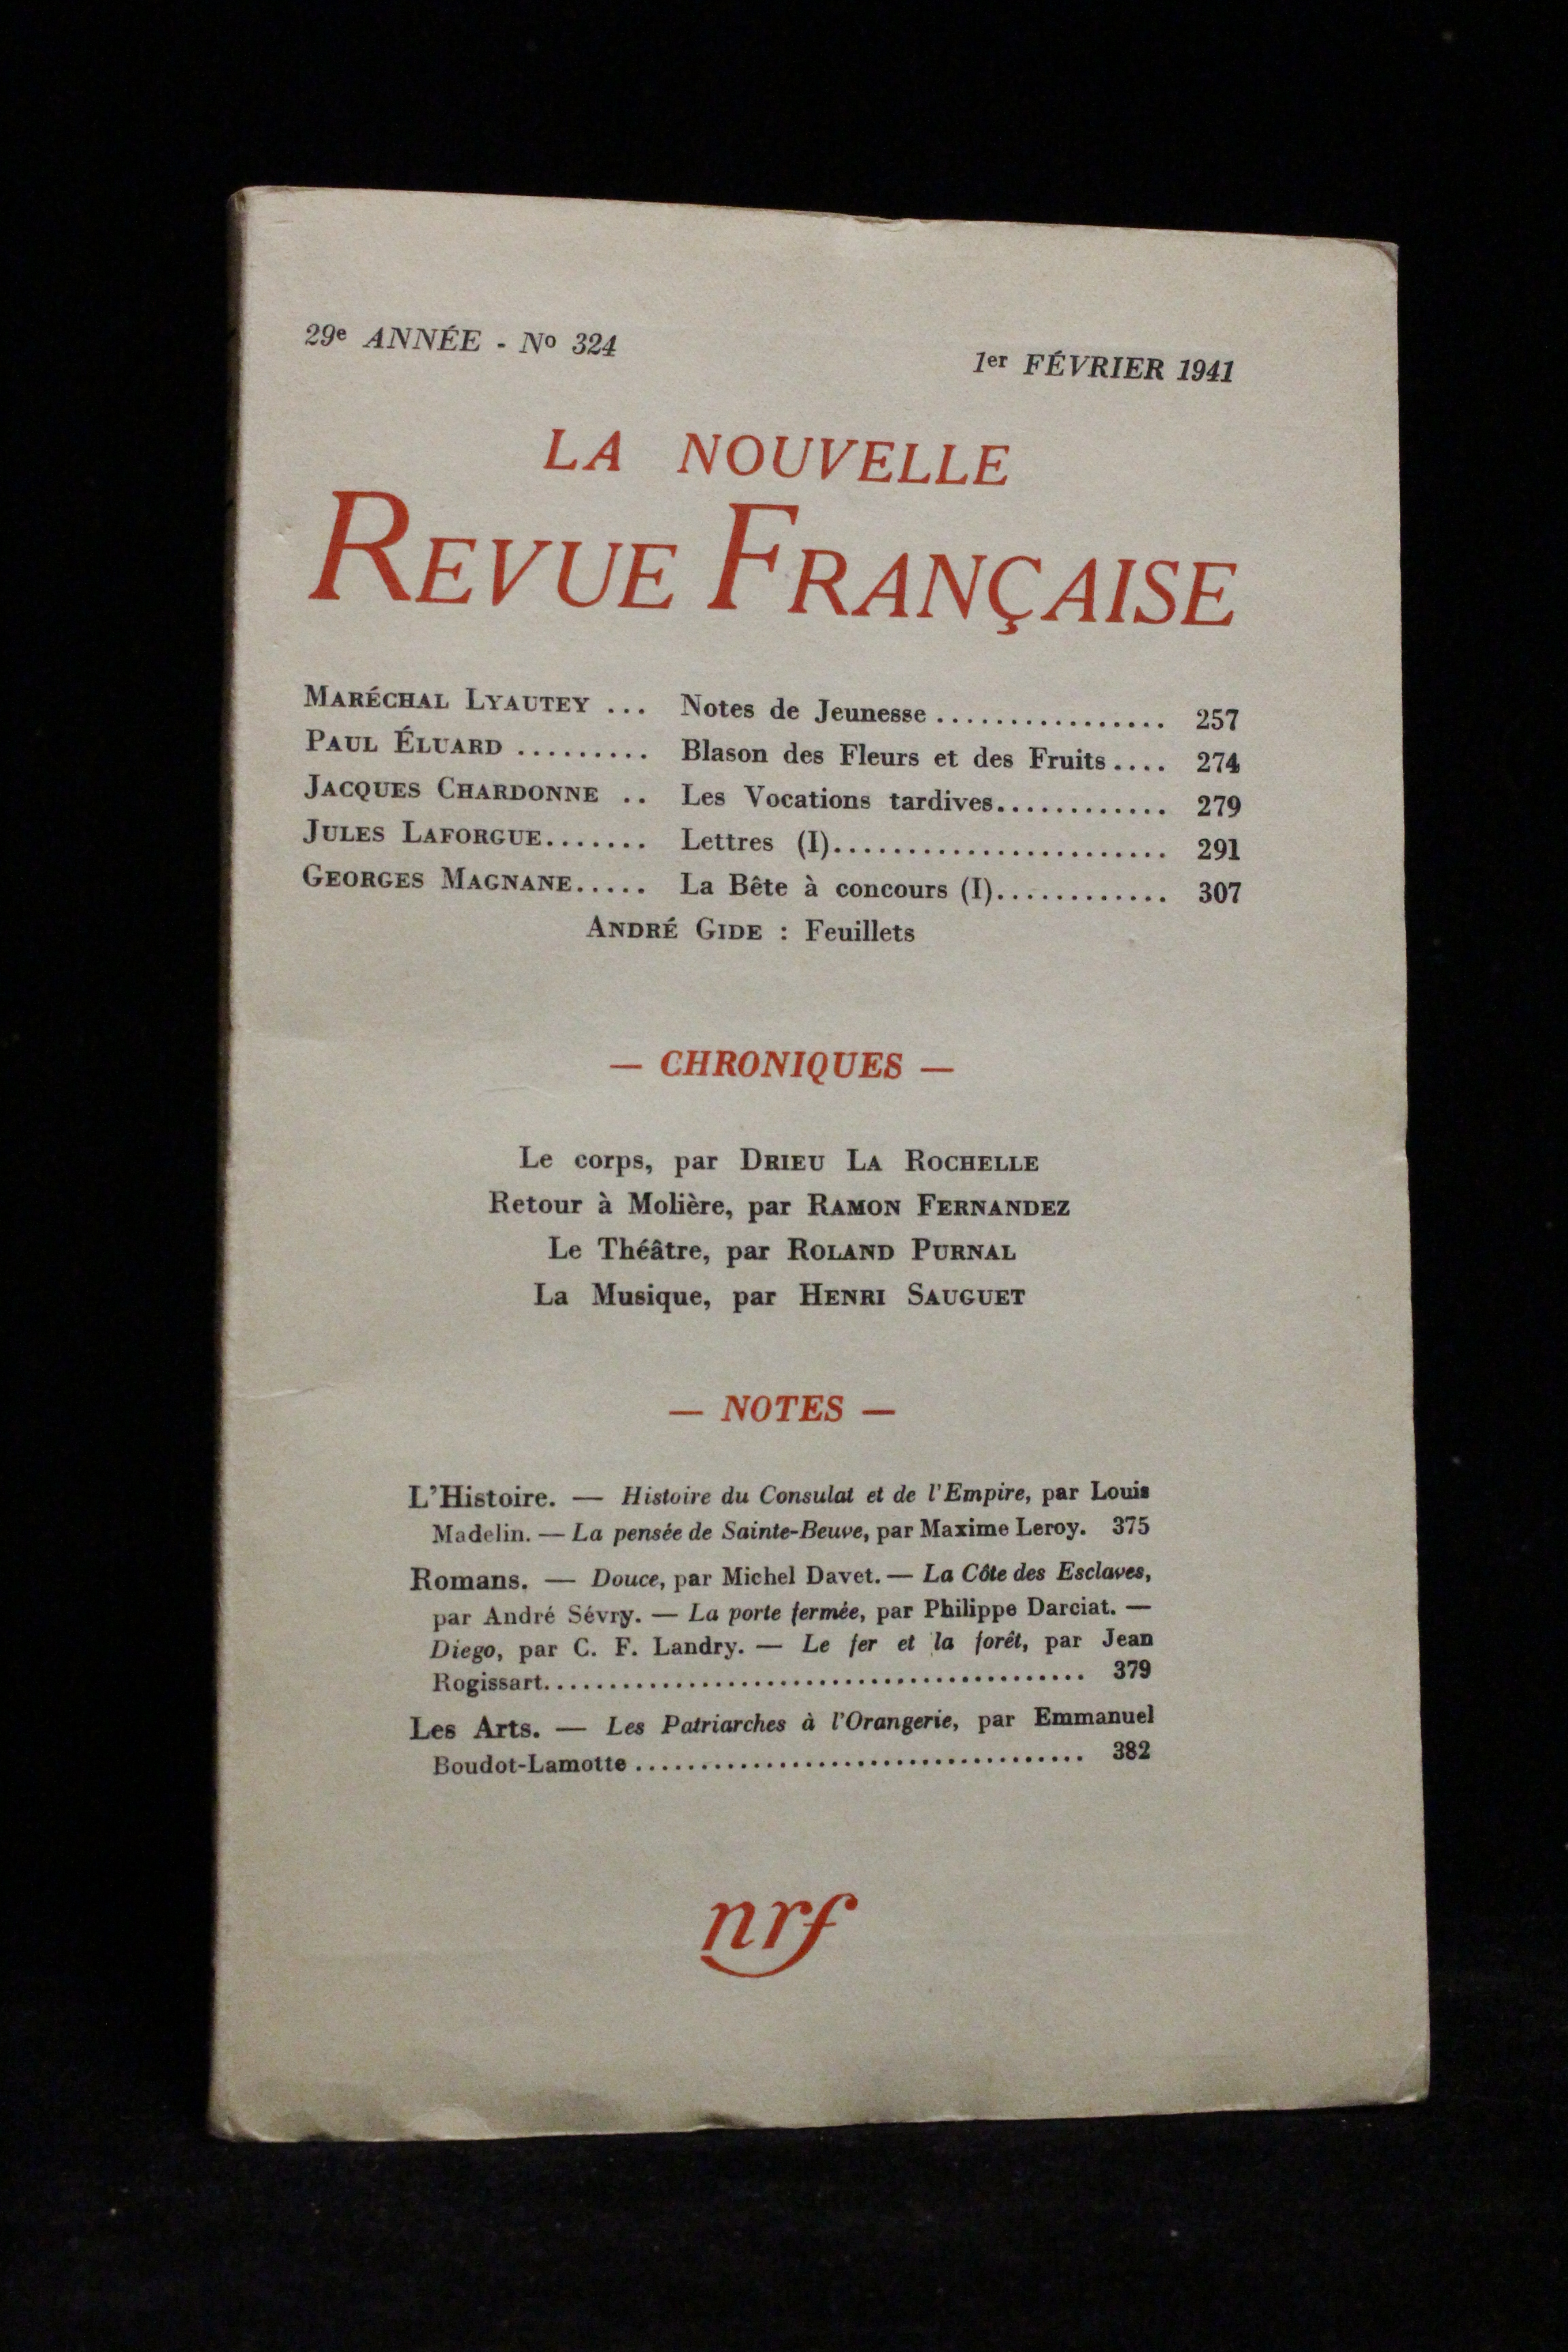 29e ANNÉE - No 324
1er FÉVRIER 1941
LA NOUVELLE
REVUE FRANÇAISE
MARÉCHAL LYAUTEY ... Notes de Jeunesse ................ 257
PAUL ÉLUARD ......... Blason des Fleurs et des Fruits.... 274
JACQUES CHARDONNE .. Les Vocations tardives............ 279
JULES LAFORGUE....... Lettres (I)....................... 291
GEORGES MAGNANE..... La Bête à concours (I)............ 307
ANDRÉ GIDE : Feuillets
— CHRONIQUES —
Le corps, par DRIEU LA ROCHELLE
Retour à Molière, par RAMON FERNANDEZ
Le Théâtre, par ROLAND PURNAL
La Musique, par HENRI SAUGUET
— NOTES —
L'Histoire. — Histoire du Consulat et de l'Empire, par Louis
Madelin. — La pensée de Sainte-Beuve, par Maxime Leroy. 375
Romans. — Douce, par Michel Davet. — La Côte des Esclaves,
par André Sévry. — La porte fermée, par Philippe Darciat. —
Diego, par C. F. Landry. — Le fer et la forêt, par Jean
Rogissart.......................................... 379
Les Arts. — Les Patriarches à l'Orangerie, par Emmanuel
Boudot-Lamotte ................................... 382
nrf